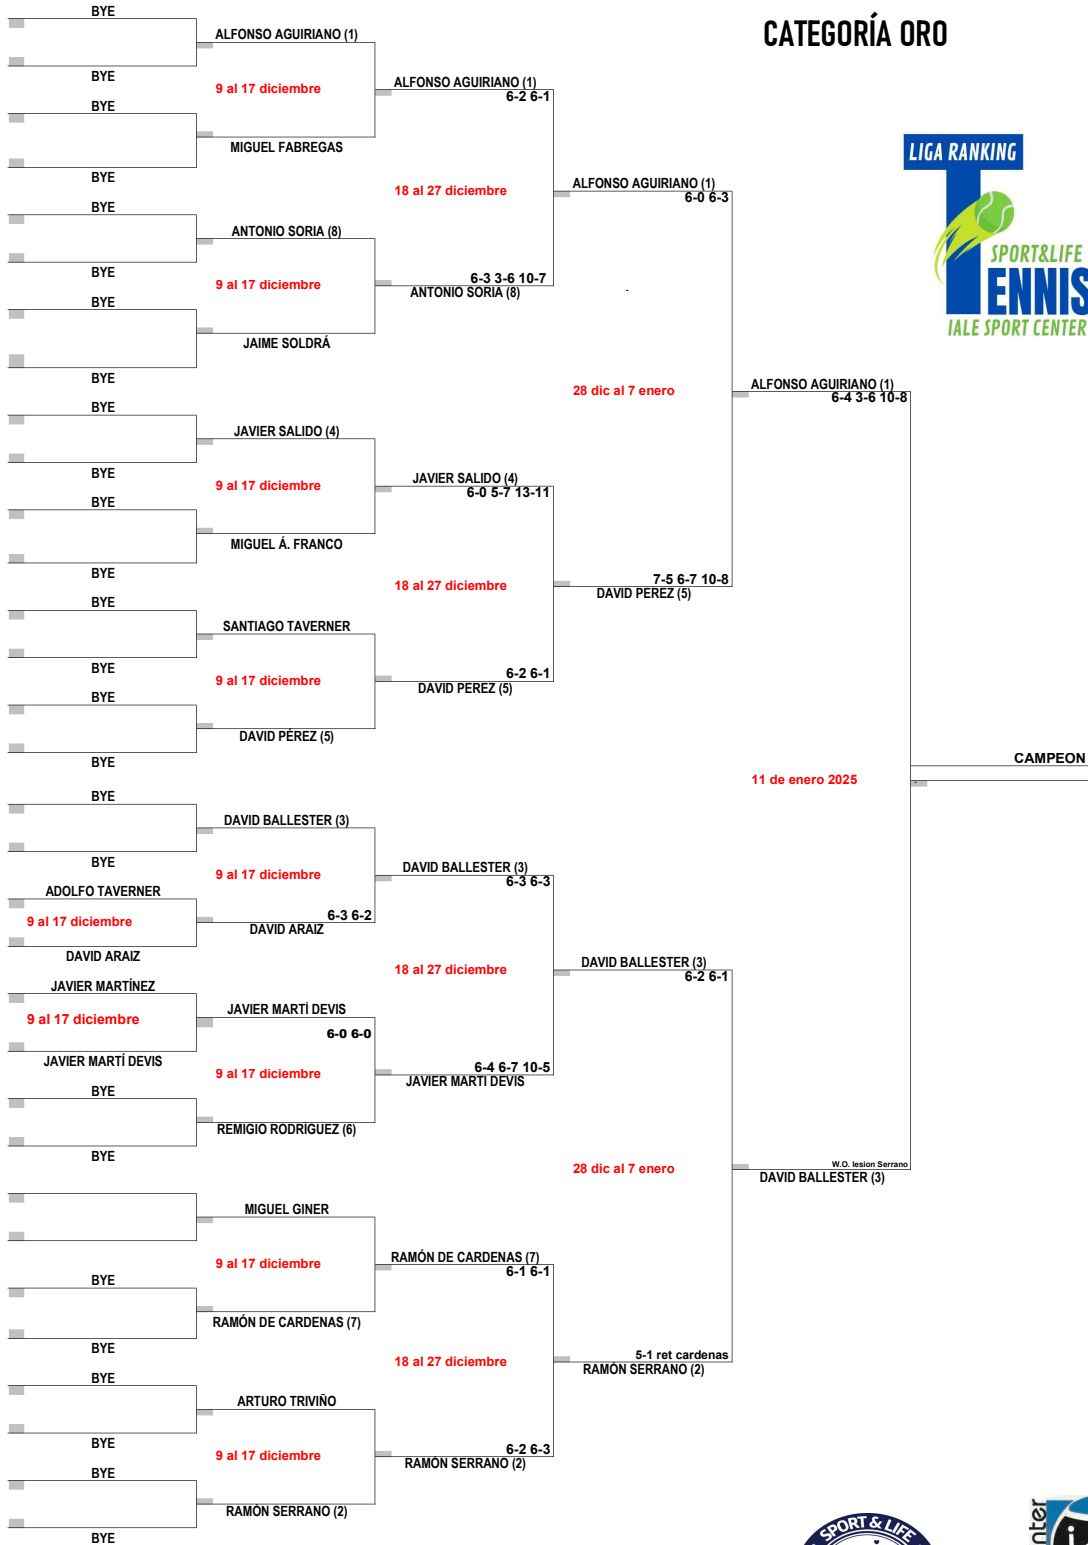 CATEGORÍA ORO
LIGA RANKING
SPORT&LIFE
TENNIS
IALE SPORT CENTER
BYE
ALFONSO AGUIRIANO (1)
BYE
9 al 17 diciembre
ALFONSO AGUIRIANO (1)
6-2 6-1
BYE
MIGUEL FABREGAS
BYE
18 al 27 diciembre
ALFONSO AGUIRIANO (1)
6-0 6-3
BYE
ANTONIO SORIA (8)
BYE
9 al 17 diciembre
6-3 3-6 10-7
ANTONIO SORIA (8)
BYE
JAIME SOLDRÁ
BYE
28 dic al 7 enero
ALFONSO AGUIRIANO (1)
6-4 3-6 10-8
BYE
JAVIER SALIDO (4)
BYE
9 al 17 diciembre
JAVIER SALIDO (4)
6-0 5-7 13-11
BYE
MIGUEL Á. FRANCO
BYE
18 al 27 diciembre
7-5 6-7 10-8
DAVID PEREZ (5)
BYE
SANTIAGO TAVERNER
BYE
9 al 17 diciembre
6-2 6-1
DAVID PEREZ (5)
BYE
DAVID PÉREZ (5)
BYE
CAMPEON
11 de enero 2025
BYE
DAVID BALLESTER (3)
BYE
9 al 17 diciembre
DAVID BALLESTER (3)
6-3 6-3
ADOLFO TAVERNER
9 al 17 diciembre
6-3 6-2
DAVID ARAIZ
DAVID ARAIZ
18 al 27 diciembre
DAVID BALLESTER (3)
6-2 6-1
JAVIER MARTÍNEZ
9 al 17 diciembre
JAVIER MARTÍ DEVIS
6-0 6-0
JAVIER MARTÍ DEVIS
9 al 17 diciembre
6-4 6-7 10-5
JAVIER MARTÍ DEVIS
BYE
REMIGIO RODRÍGUEZ (6)
BYE
28 dic al 7 enero
W.O. lesion Serrano
DAVID BALLESTER (3)
MIGUEL GINER
9 al 17 diciembre
RAMÓN DE CARDENAS (7)
6-1 6-1
BYE
RAMÓN DE CARDENAS (7)
BYE
18 al 27 diciembre
5-1 ret cardenas
RAMÓN SERRANO (2)
BYE
ARTURO TRIVIÑO
BYE
9 al 17 diciembre
6-2 6-3
RAMÓN SERRANO (2)
BYE
RAMÓN SERRANO (2)
BYE
SPORT & LIFE